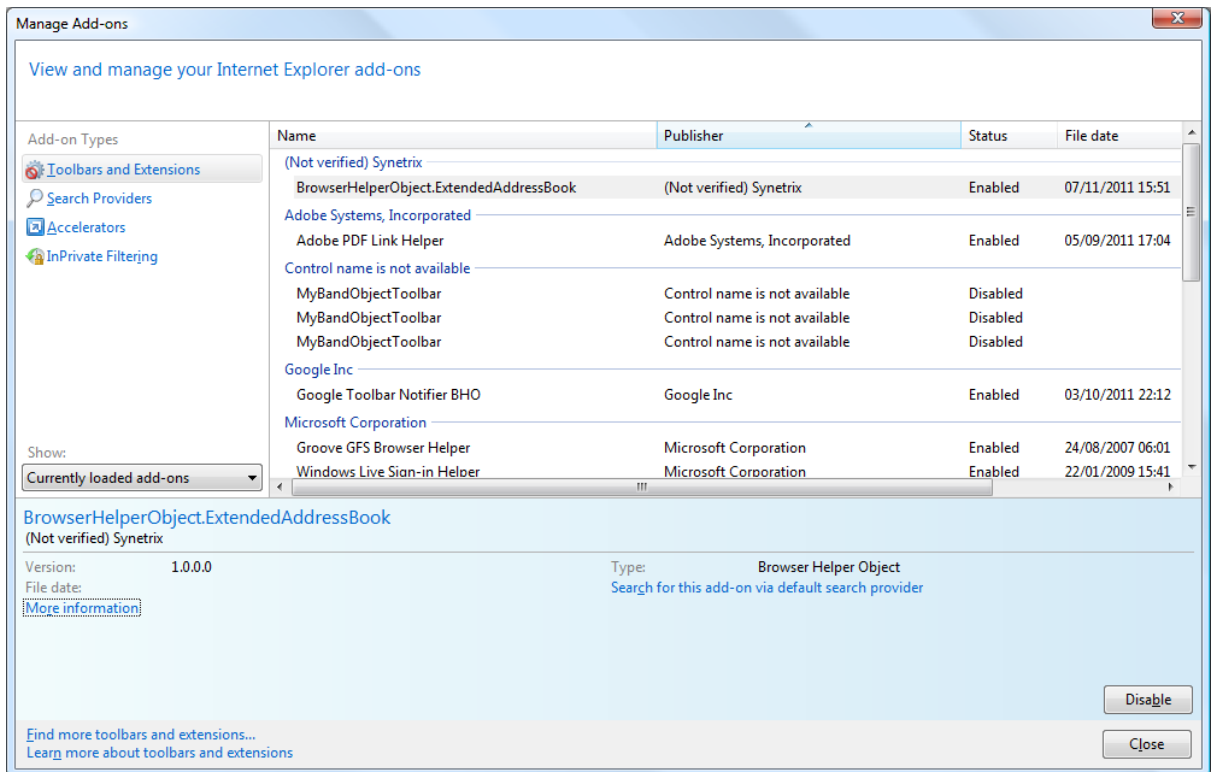 Manage Add-ons
View and manage your Internet Explorer add-ons
Add-on Types
Toolbars and Extensions
Search Providers
Accelerators
InPrivate Filtering
Show:
Currently loaded add-ons
Name Publisher Status File date
(Not verified) Synetrix
BrowserHelperObject.ExtendedAddressBook (Not verified) Synetrix Enabled 07/11/2011 15:51
Adobe Systems, Incorporated
Adobe PDF Link Helper Adobe Systems, Incorporated Enabled 05/09/2011 17:04
Control name is not available
MyBandObjectToolbar Control name is not available Disabled
MyBandObjectToolbar Control name is not available Disabled
MyBandObjectToolbar Control name is not available Disabled
Google Inc
Google Toolbar Notifier BHO Google Inc Enabled 03/10/2011 22:12
Microsoft Corporation
Groove GFS Browser Helper Microsoft Corporation Enabled 24/08/2007 06:01
Windows Live Sign-in Helper Microsoft Corporation Enabled 22/01/2009 15:41
BrowserHelperObject.ExtendedAddressBook
(Not verified) Synetrix
Version: 1.0.0.0 Type: Browser Helper Object
File date: Search for this add-on via default search provider
More information
Disable
Find more toolbars and extensions...
Learn more about toolbars and extensions
Close